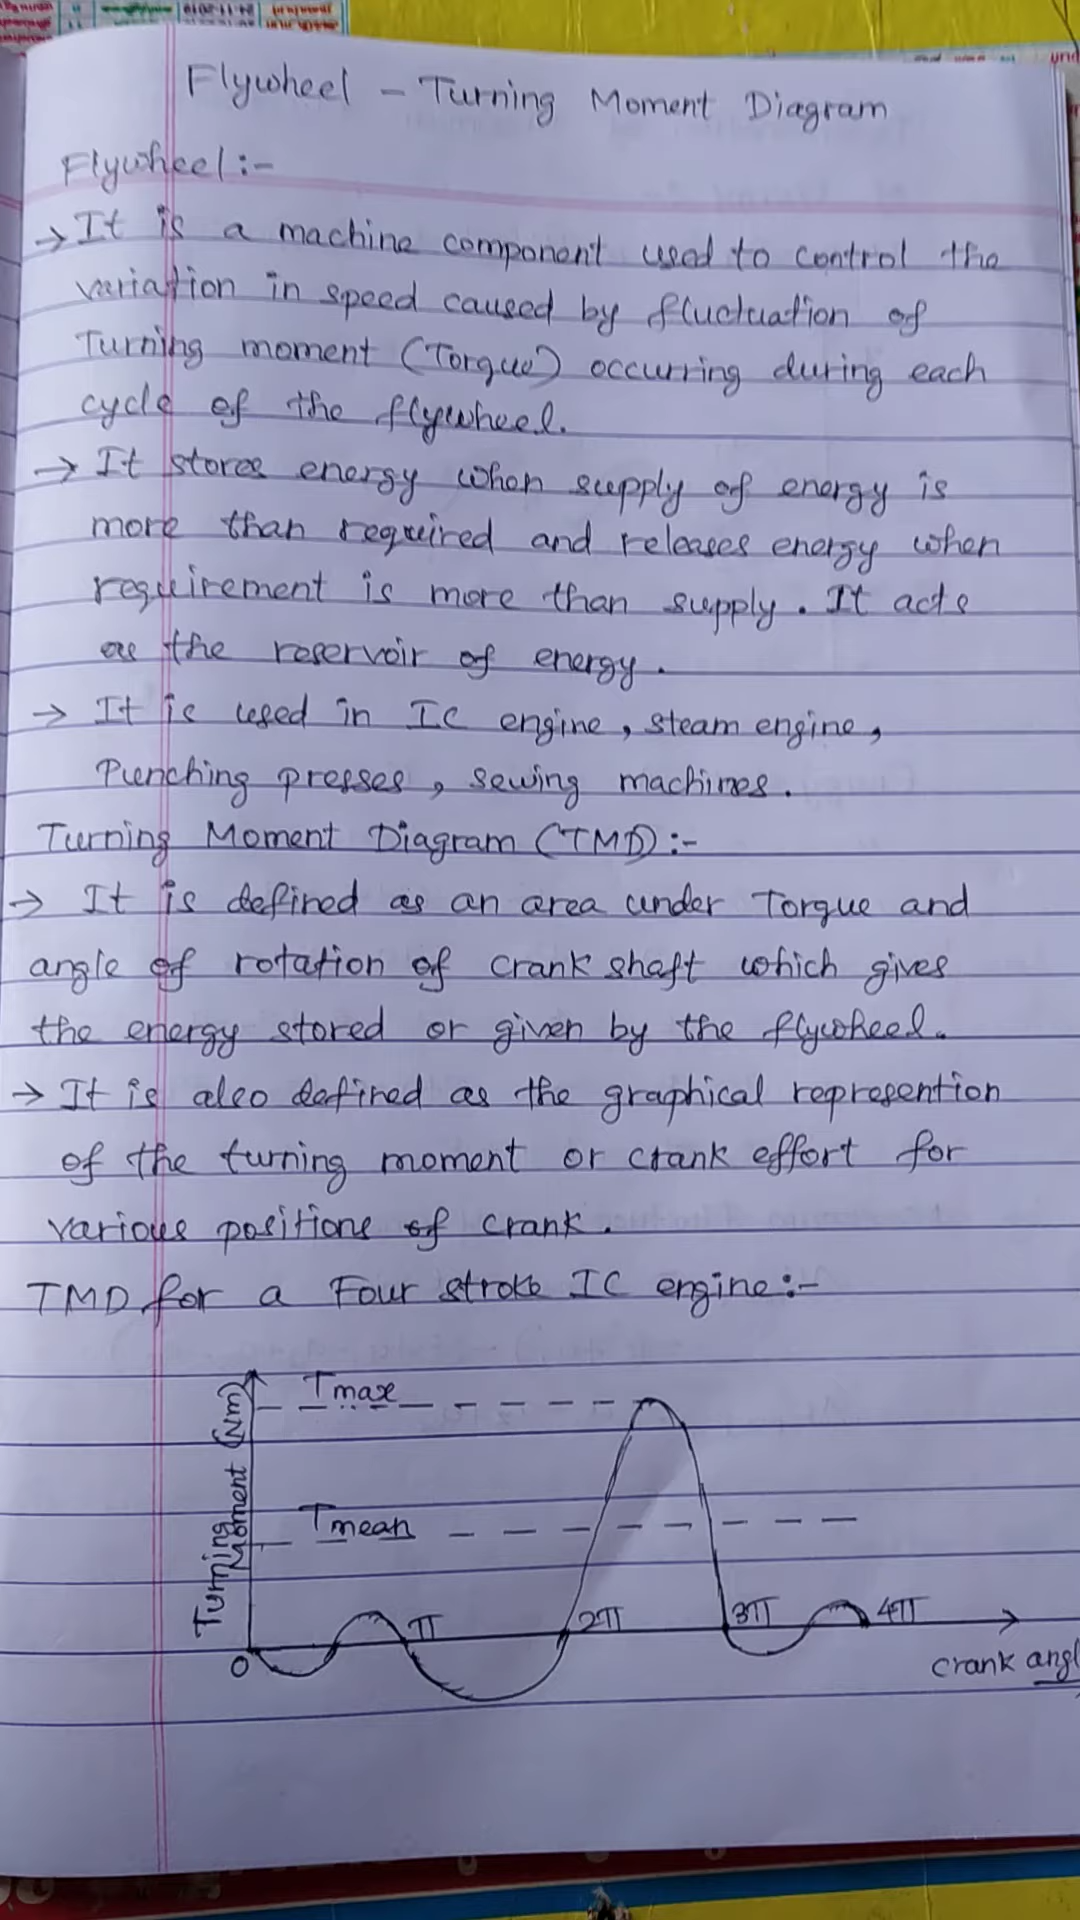 Flywheel - Turning Moment Diagram
Flywheel :-
→ It is a machine component used to control the
variation in speed caused by fluctuation of
Turning moment (Torque) occurring during each
cycle of the flywheel.
→ It stores energy when supply of energy is
more than required and releases energy when
requirement is more than supply. It acts
as the reservoir of energy.
→ It is used in IC engine, steam engine,
Punching presses, sewing machines.
Turning Moment Diagram (TMD) :-
→ It is defined as an area under Torque and
angle of rotation of crank shaft which gives
the energy stored or given by the flywheel.
→ It is also defined as the graphical represention
of the turning moment or crank effort for
various positions of crank.
TMD for a Four stroke IC engine :-
Tmax
Turning Moment (Nm)
Tmean
0 π 2π 3π 4π
crank angl